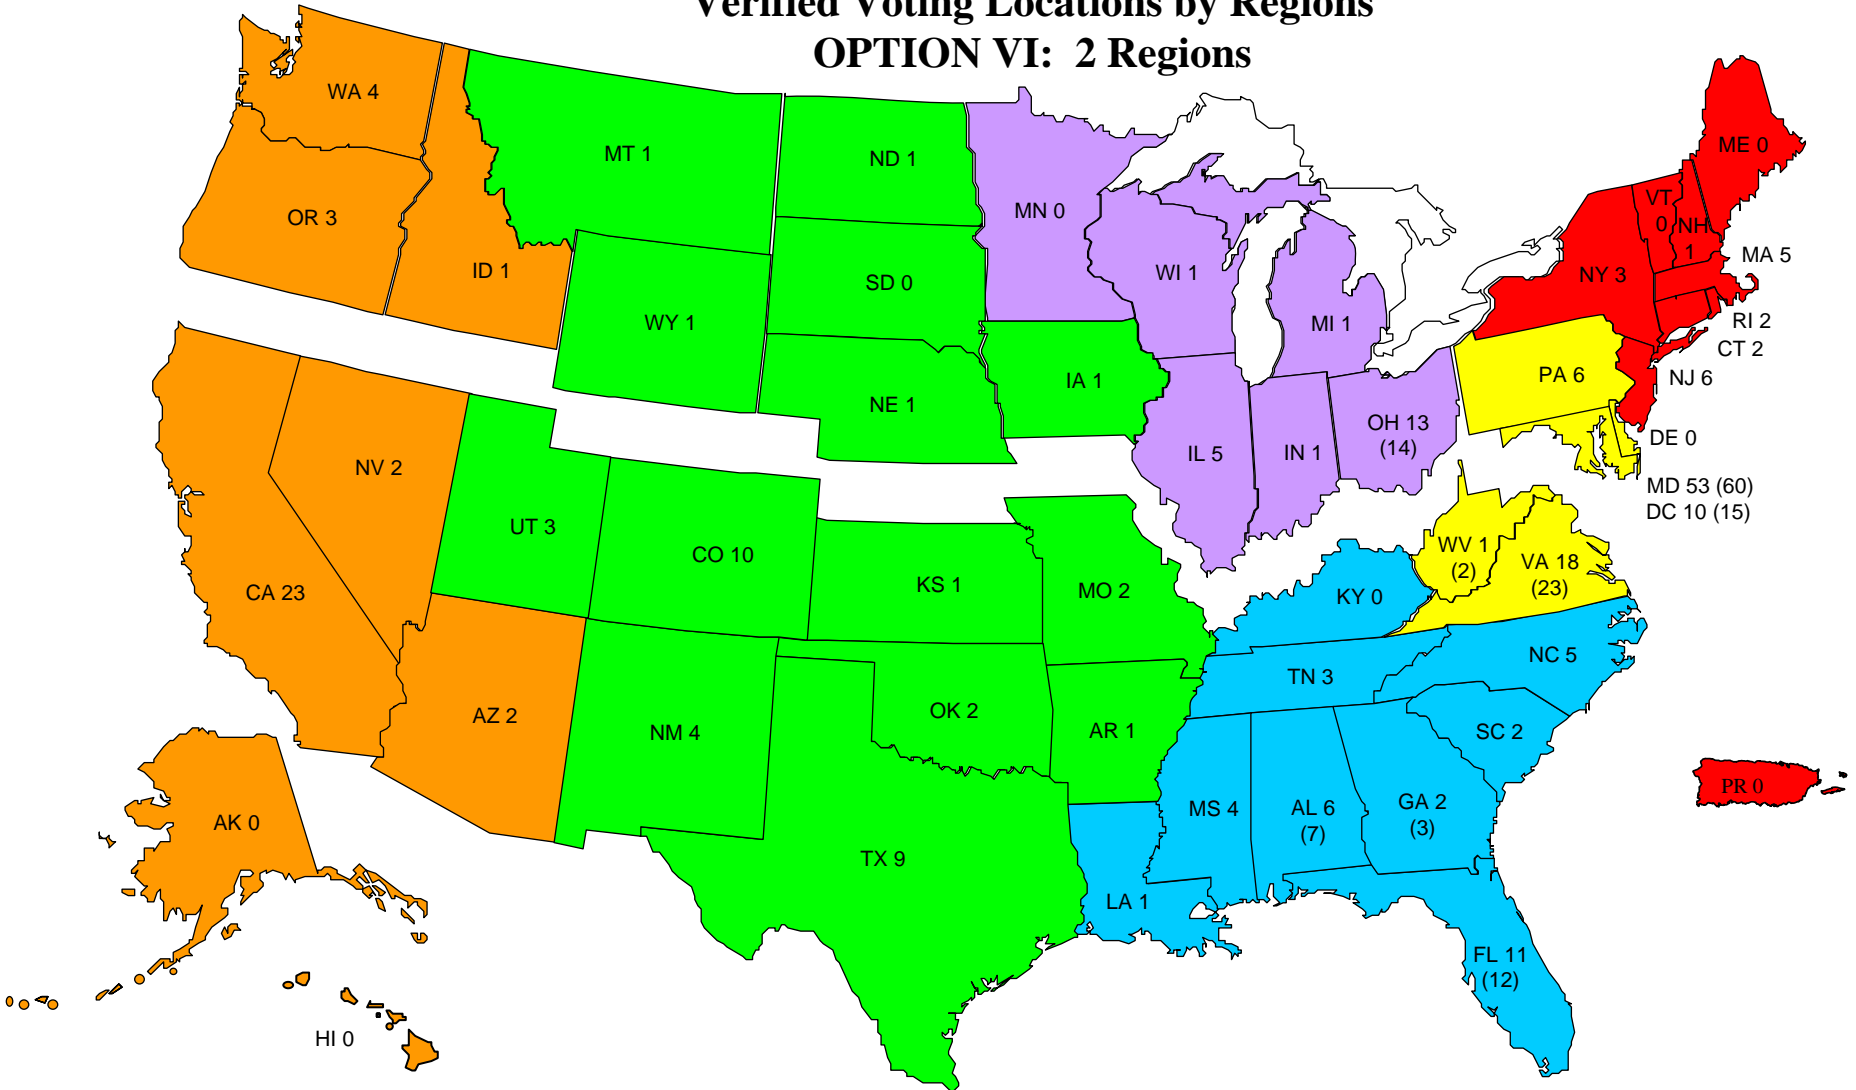 Verified Voting Locations by Regions
OPTION VI: 2 Regions
WA 4
OR 3
ID 1
MT 1
ND 1
MN 0
SD 0
WY 1
NE 1
IA 1
WI 1
MI 1
IL 5
IN 1
OH 13
(14)
ME 0
VT
0
NH
1
NY 3
MA 5
RI 2
CT 2
NJ 6
PA 6
DE 0
MD 53 (60)
DC 10 (15)
WV 1
(2)
VA 18
(23)
NV 2
UT 3
CO 10
KS 1
MO 2
KY 0
CA 23
AZ 2
NM 4
OK 2
AR 1
TN 3
NC 5
SC 2
MS 4
AL 6
(7)
GA 2
(3)
PR 0
AK 0
TX 9
LA 1
FL 11
(12)
HI 0